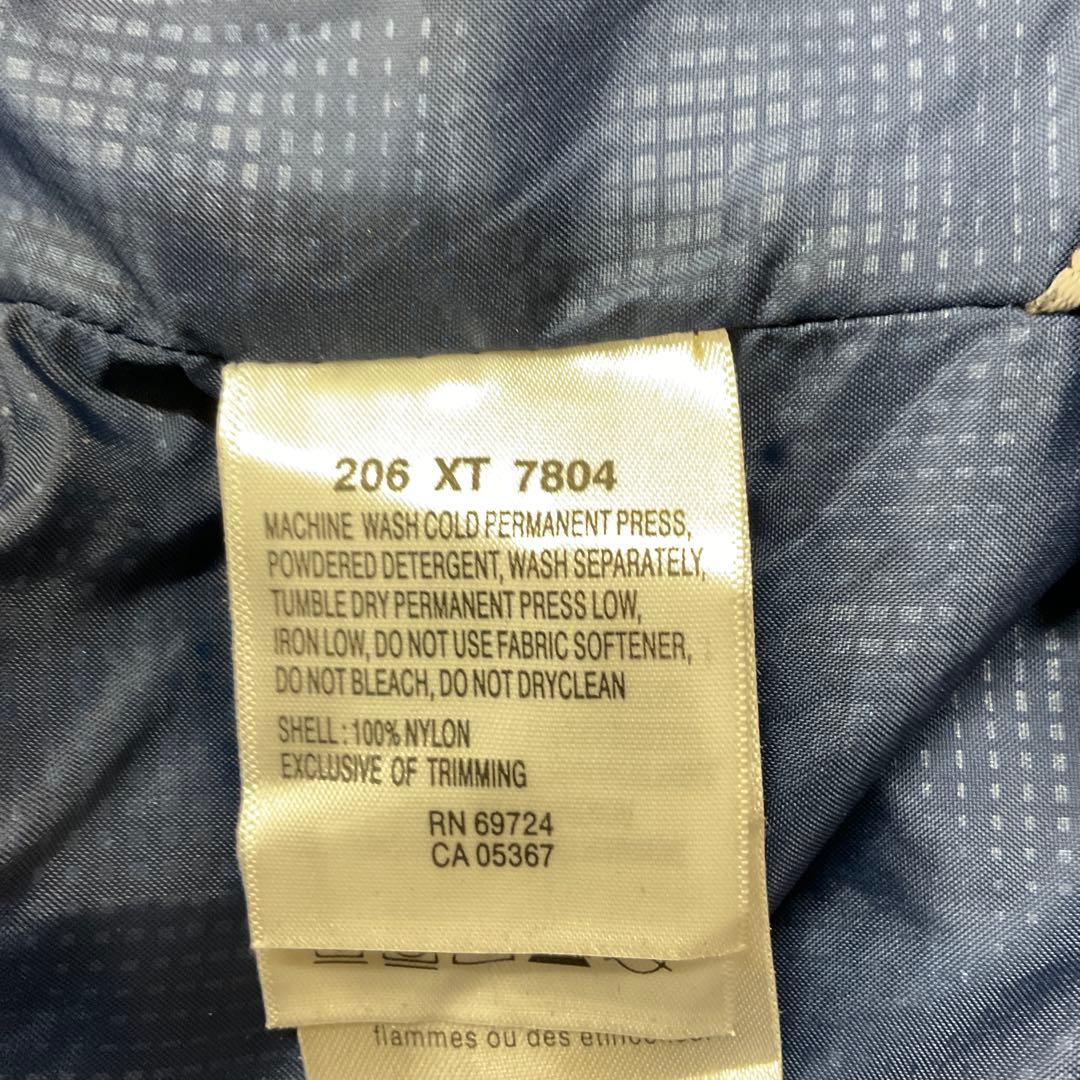 206 XT 7804
MACHINE WASH COLD PERMANENT PRESS,
POWDERED DETERGENT, WASH SEPARATELY,
TUMBLE DRY PERMANENT PRESS LOW,
IRON LOW, DO NOT USE FABRIC SOFTENER,
DO NOT BLEACH, DO NOT DRYCLEAN
SHELL : 100% NYLON
EXCLUSIVE OF TRIMMING
RN 69724
CA 05367
flammes ou des